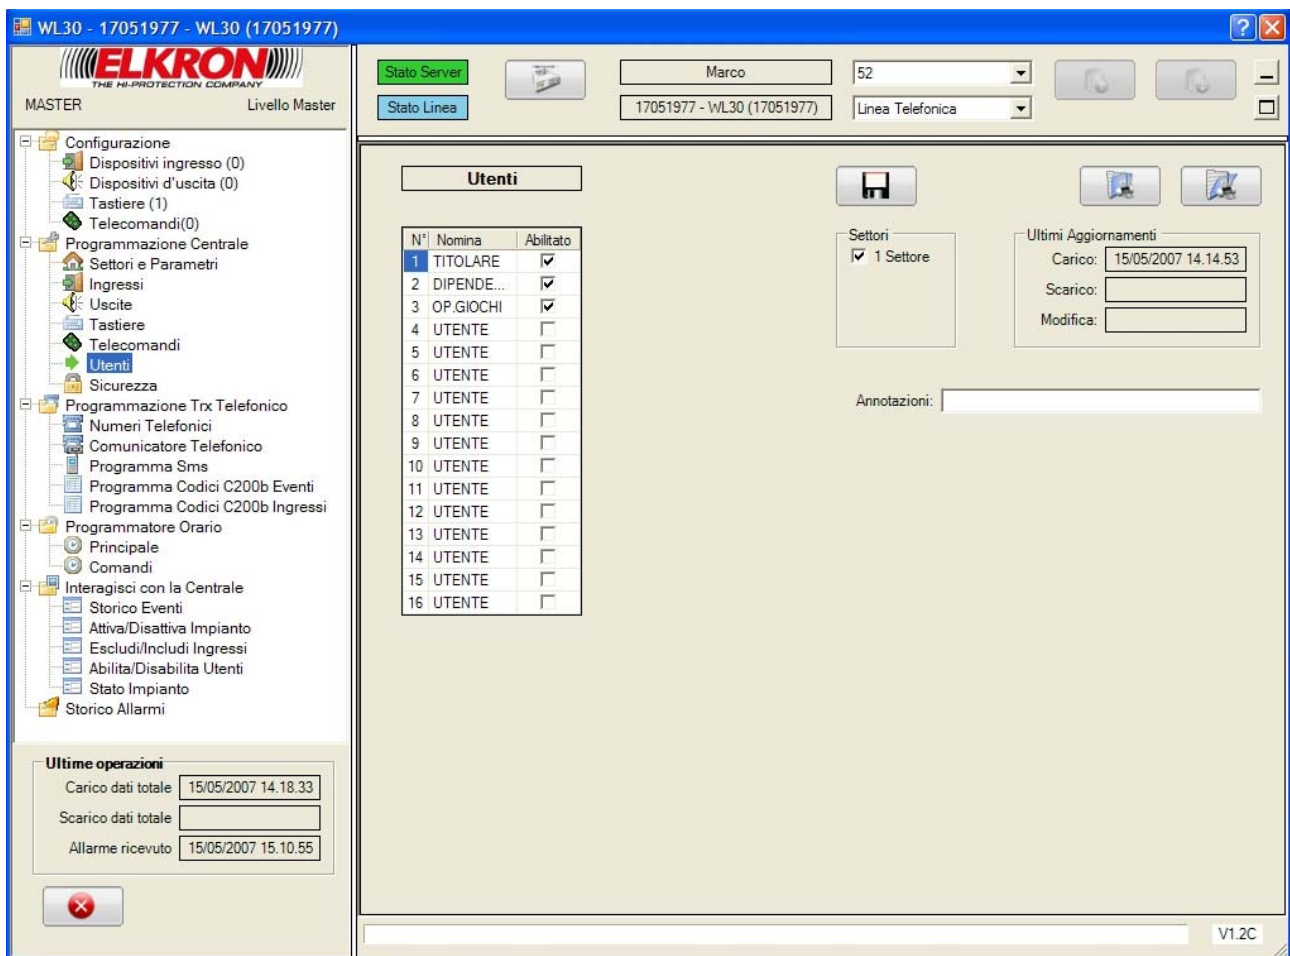 WL30 - 17051977 - WL30 (17051977)
ELKRON
THE HI-PROTECTION COMPANY
MASTER Livello Master
Stato Server
Marco
52
Stato Linea
17051977 - WL30 (17051977)
Linea Telefonica
Configurazione
Dispositivi ingresso (0)
Dispositivi d'uscita (0)
Tastiere (1)
Telecomandi(0)
Programmazione Centrale
Settori e Parametri
Ingressi
Uscite
Tastiere
Telecomandi
Utenti
Sicurezza
Programmazione Trx Telefonico
Numeri Telefonici
Comunicatore Telefonico
Programma Sms
Programma Codici C200b Eventi
Programma Codici C200b Ingressi
Programmatore Orario
Principale
Comandi
Interagisci con la Centrale
Storico Eventi
Attiva/Disattiva Impianto
Escludi/Includi Ingressi
Abilita/Disabilita Utenti
Stato Impianto
Storico Allarmi
Ultime operazioni
Carico dati totale 15/05/2007 14.18.33
Scarico dati totale
Allarme ricevuto 15/05/2007 15.10.55
Utenti
N° Nomina Abilitato
1 TITOLARE
2 DIPENDE...
3 OP.GIOCHI
4 UTENTE
5 UTENTE
6 UTENTE
7 UTENTE
8 UTENTE
9 UTENTE
10 UTENTE
11 UTENTE
12 UTENTE
13 UTENTE
14 UTENTE
15 UTENTE
16 UTENTE
Settori
1 Settore
Ultimi Aggiornamenti
Carico: 15/05/2007 14.14.53
Scarico:
Modifica:
Annotazioni:
V1.2C